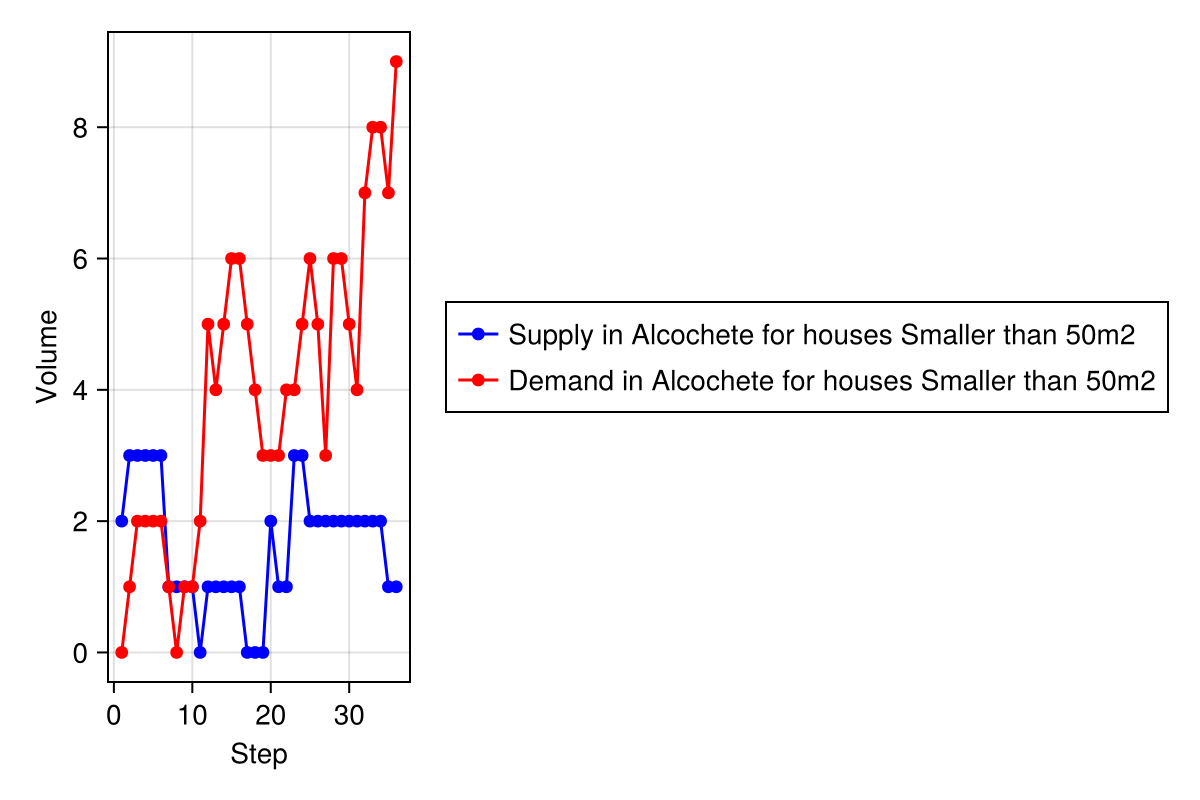 8
6
4
2
0
Volume
0 10 20 30
Step
Supply in Alcochete for houses Smaller than 50m2
Demand in Alcochete for houses Smaller than 50m2